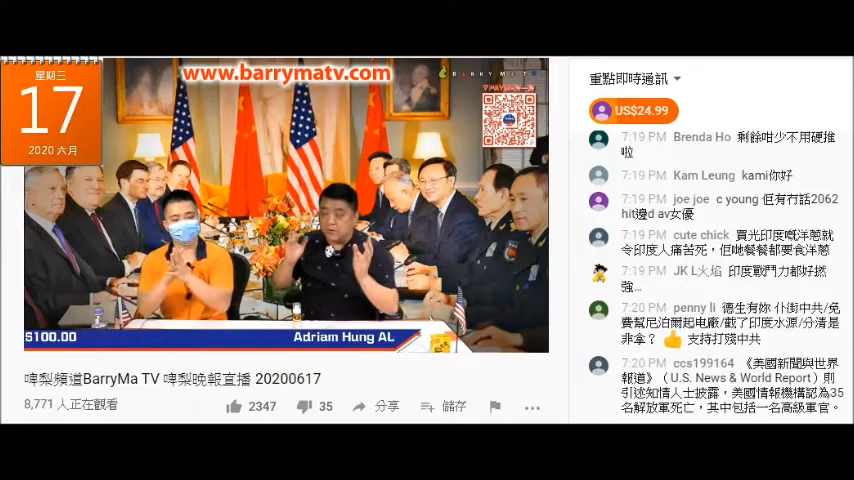 星期三
17
2020 六月
www.barrymatv.com
BARRYMATV
重點即時通訊
US$24.99
7:19 PM Brenda Ho 剩餘咁少不用硬推
啦
7:19 PM Kam Leung kami你好
7:19 PM joe joe c young 佢有冇話2062
hit邊d av女優
7:19 PM cute chick 買光印度嘅洋蔥就
令印度人痛苦死，佢哋餐餐都要食洋蔥
7:19 PM JK L火焰 印度戰鬥力都好撚
強...
7:20 PM penny li 德生有妳 仆街中共/免
費幫尼泊爾起电廠/截了印度水源/分清是
非拿？ 支持打殘中共
7:20 PM ccs199164 《美國新聞與世界
報道》（U.S. News & World Report）則
引述知情人士披露，美國情報機構認為35
名解放軍死亡，其中包括一名高級軍官。
$100.00
Adriam Hung AL
啤梨頻道BarryMa TV 啤梨晚報直播 20200617
8,771 人正在觀看
2347
35
分享
儲存